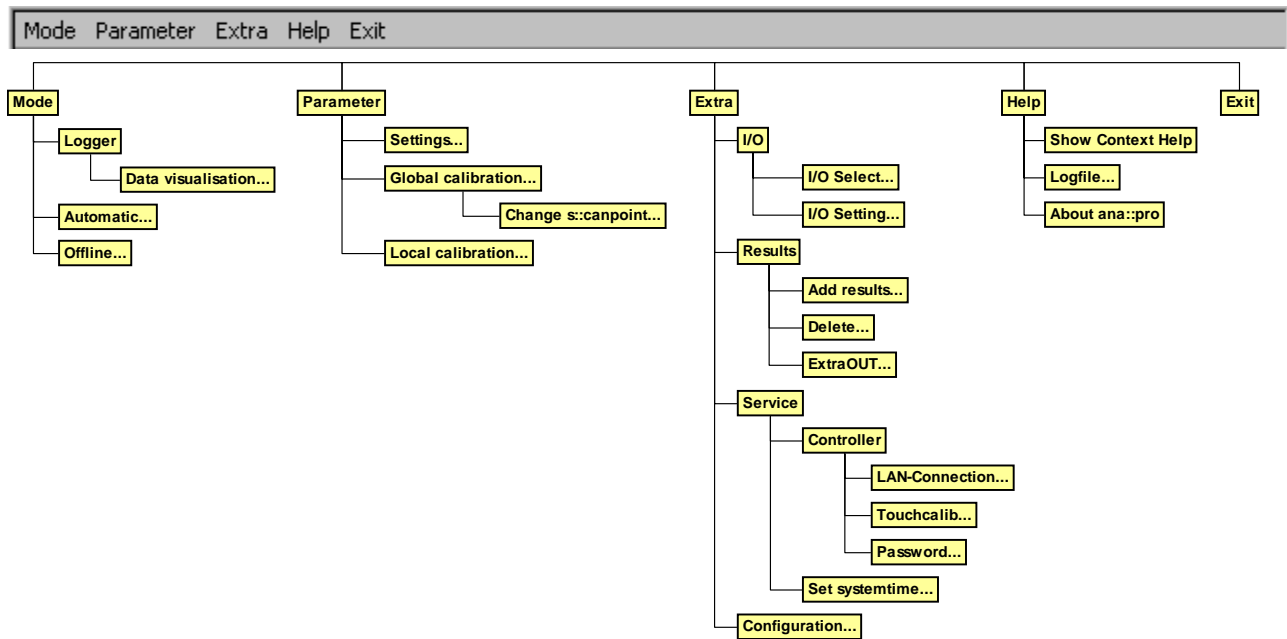 Mode Parameter Extra Help Exit
Mode
Logger
Data visualisation...
Automatic...
Offline...
Parameter
Settings...
Global calibration...
Change s::canpoint...
Local calibration...
Extra
I/O
I/O Select...
I/O Setting...
Results
Add results...
Delete...
ExtraOUT...
Service
Controller
LAN-Connection...
Touchcalib...
Password...
Set systemtime...
Configuration...
Help
Show Context Help
Logfile...
About ana::pro
Exit